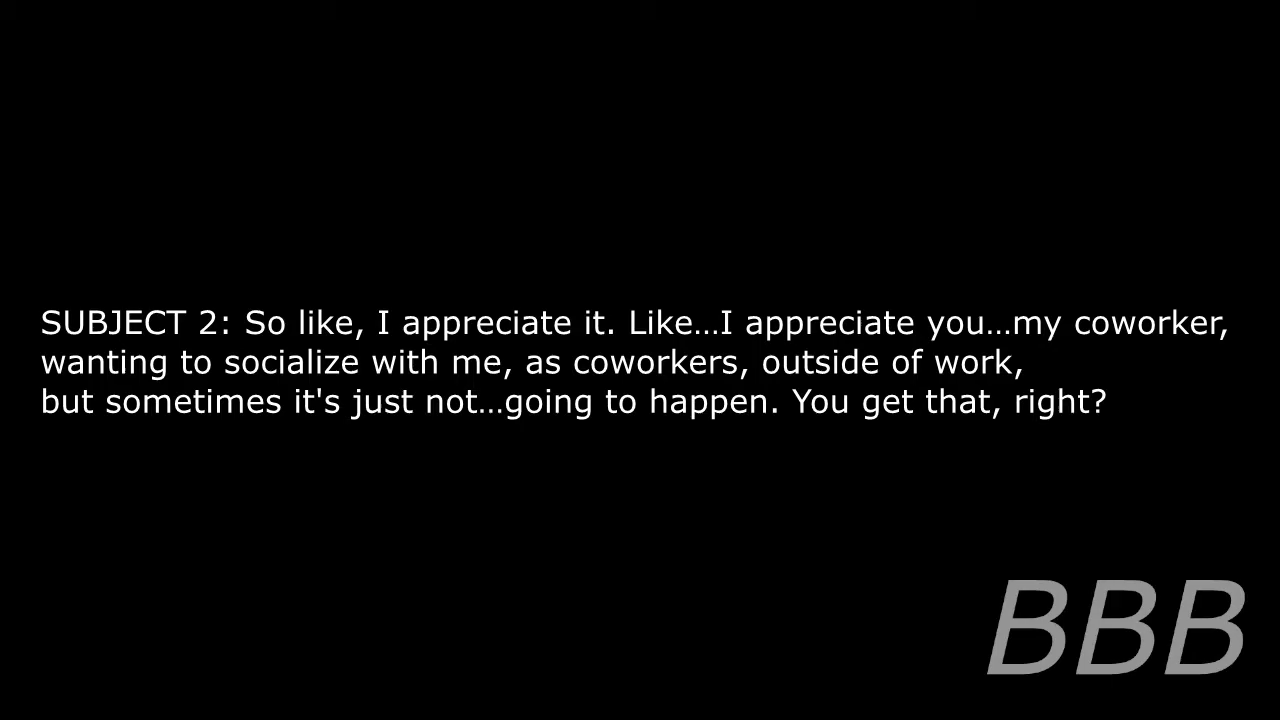 SUBJECT 2: So like, I appreciate it. Like…I appreciate you…my coworker,
wanting to socialize with me, as coworkers, outside of work,
but sometimes it's just not…going to happen. You get that, right?
BBB